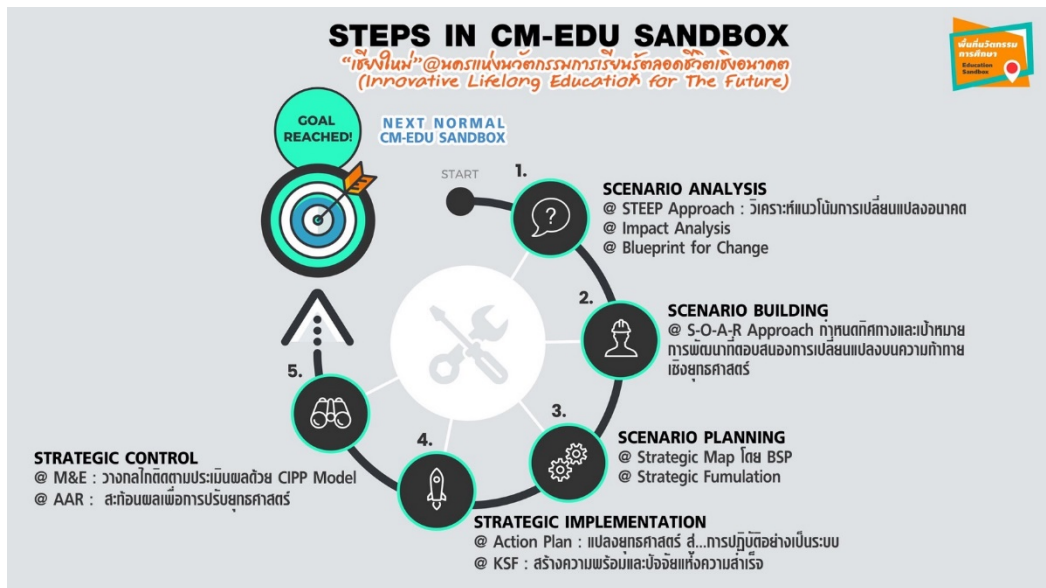 STEPS IN CM-EDU SANDBOX
“เชียงใหม่”@นครแห่งนวัตกรรมการเรียนรู้ตลอดชีวิตเชิงอนาคต
(Innovative Lifelong Education for The Future)
พื้นที่นวัตกรรม
การศึกษา
Education
Sandbox
GOAL
REACHED!
NEXT NORMAL
CM-EDU SANDBOX
START
1.
SCENARIO ANALYSIS
@ STEEP Approach : วิเคราะห์แนวโน้มการเปลี่ยนแปลงอนาคต
@ Impact Analysis
@ Blueprint for Change
2.
SCENARIO BUILDING
@ S-O-A-R Approach กำหนดทิศทางและเป้าหมาย
การพัฒนาที่ตอบสนองการเปลี่ยนแปลงบนความท้าทาย
เชิงยุทธศาสตร์
3.
SCENARIO PLANNING
@ Strategic Map โดย BSP
@ Strategic Fumulation
4.
STRATEGIC IMPLEMENTATION
@ Action Plan : แปลงยุทธศาสตร์ สู่...การปฏิบัติอย่างเป็นระบบ
@ KSF : สร้างความพร้อมและปัจจัยแห่งความสำเร็จ
5.
STRATEGIC CONTROL
@ M&E : วางกลไกติดตามประเมินผลด้วย CIPP Model
@ AAR : สะท้อนผลเพื่อการปรับยุทธศาสตร์